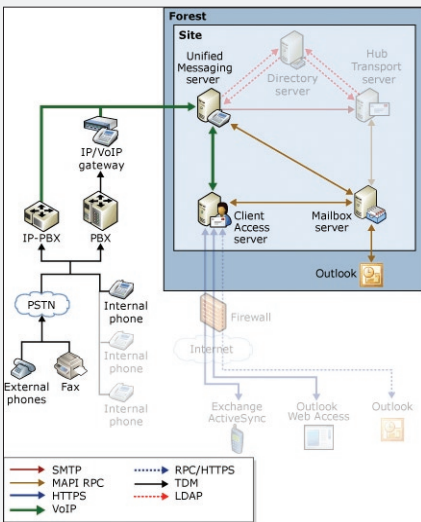 Forest
Site
Unified
Messaging
server
Directory
server
Hub
Transport
server
IP/VoIP
gateway
IP-PBX
PBX
Client
Access
server
Mailbox
server
Outlook
PSTN
Internal
phone
Internal
phone
Internal
phone
External
phones
Fax
Firewall
Internet
Exchange
ActiveSync
Outlook
Web Access
Outlook
SMTP
MAPI RPC
HTTPS
VoIP
RPC/HTTPS
TDM
LDAP